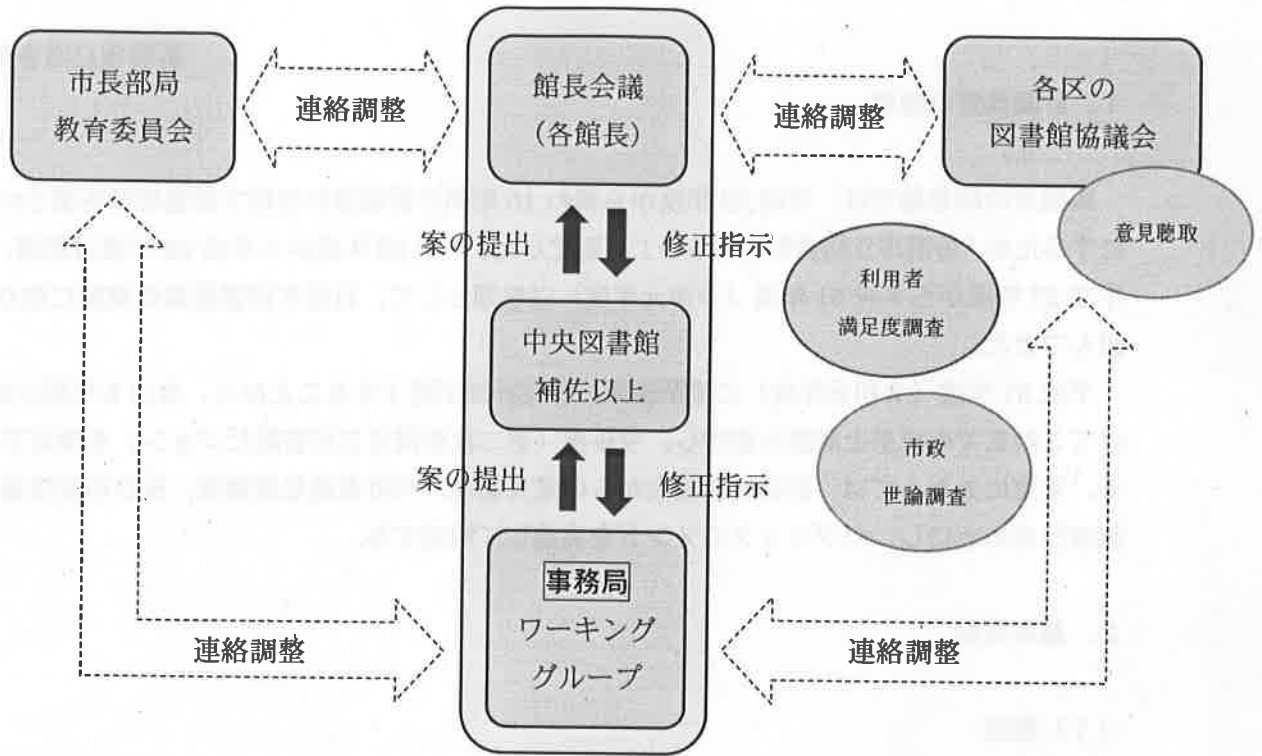 市長部局
教育委員会
連絡調整
館長会議
（各館長）
連絡調整
各区の
図書館協議会
意見聴取
案の提出
修正指示
利用者
満足度調査
中央図書館
補佐以上
市政
世論調査
案の提出
修正指示
事務局
ワーキング
グループ
連絡調整
連絡調整